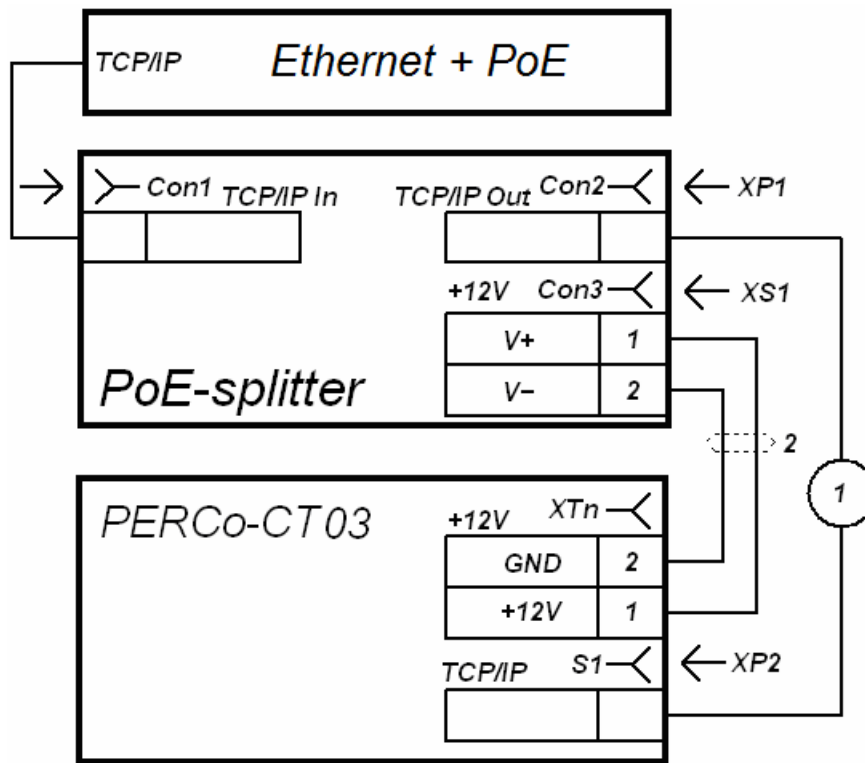 TCP/IP Ethernet + PoE
Con1 TCP/IP In TCP/IP Out Con2 XP1
+12V Con3 XS1
V+ 1
PoE-splitter V− 2
2
1
PERCo-CT03 +12V XTn
GND 2
+12V 1
TCP/IP S1 XP2